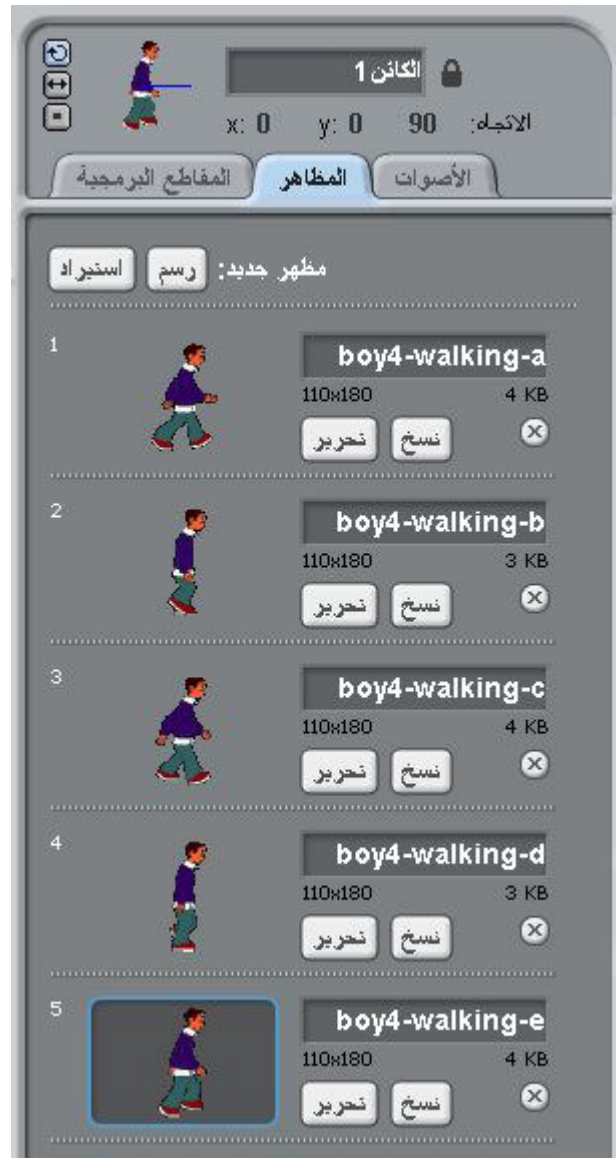 الكائن 1
x: 0 y: 0 90 الاتجاه:
الأصوات المظاهر المقاطع البرمجية
مظهر جديد: رسم استيراد
1
boy4-walking-a
110x180 4 KB
نسخ تحرير
2
boy4-walking-b
110x180 3 KB
نسخ تحرير
3
boy4-walking-c
110x180 4 KB
نسخ تحرير
4
boy4-walking-d
110x180 3 KB
نسخ تحرير
5
boy4-walking-e
110x180 4 KB
نسخ تحرير